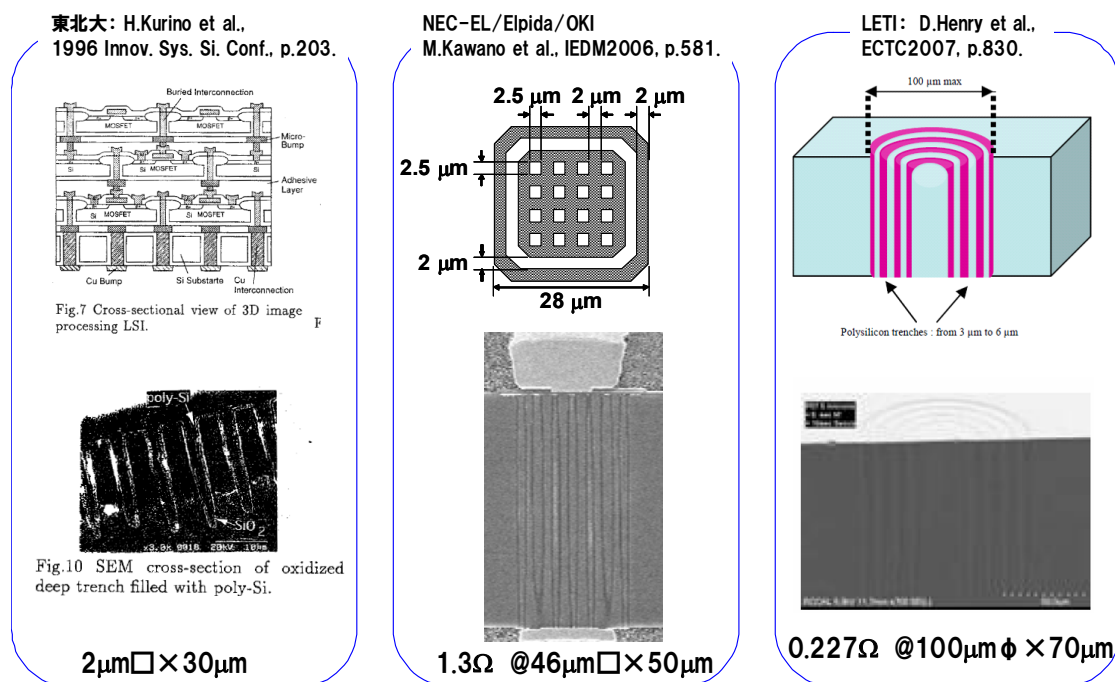 東北大: H.Kurino et al.,
1996 Innov. Sys. Si. Conf., p.203.
Buried Interconnection
MOSFET
MOSFET
Micro-
Bump
Si
MOSFET
Si
Adhesive
Layer
Si
MOSFET
MOSFET
Cu Bump
Si Substarte
Cu
Interconnection
Fig.7 Cross-sectional view of 3D image
processing LSI.
F
poly-Si
SiO2
x3.0K 0018 20kV 10μm
Fig.10 SEM cross-section of oxidized
deep trench filled with poly-Si.
2μm□×30μm
NEC-EL/Elpida/OKI
M.Kawano et al., IEDM2006, p.581.
2.5 μm 2 μm 2 μm
2.5 μm
2 μm
28 μm
1.3Ω @46μm□×50μm
LETI: D.Henry et al.,
ECTC2007, p.830.
100 μm max
Polysilicon trenches : from 3 μm to 6 μm
0.227Ω @100μmφ×70μm